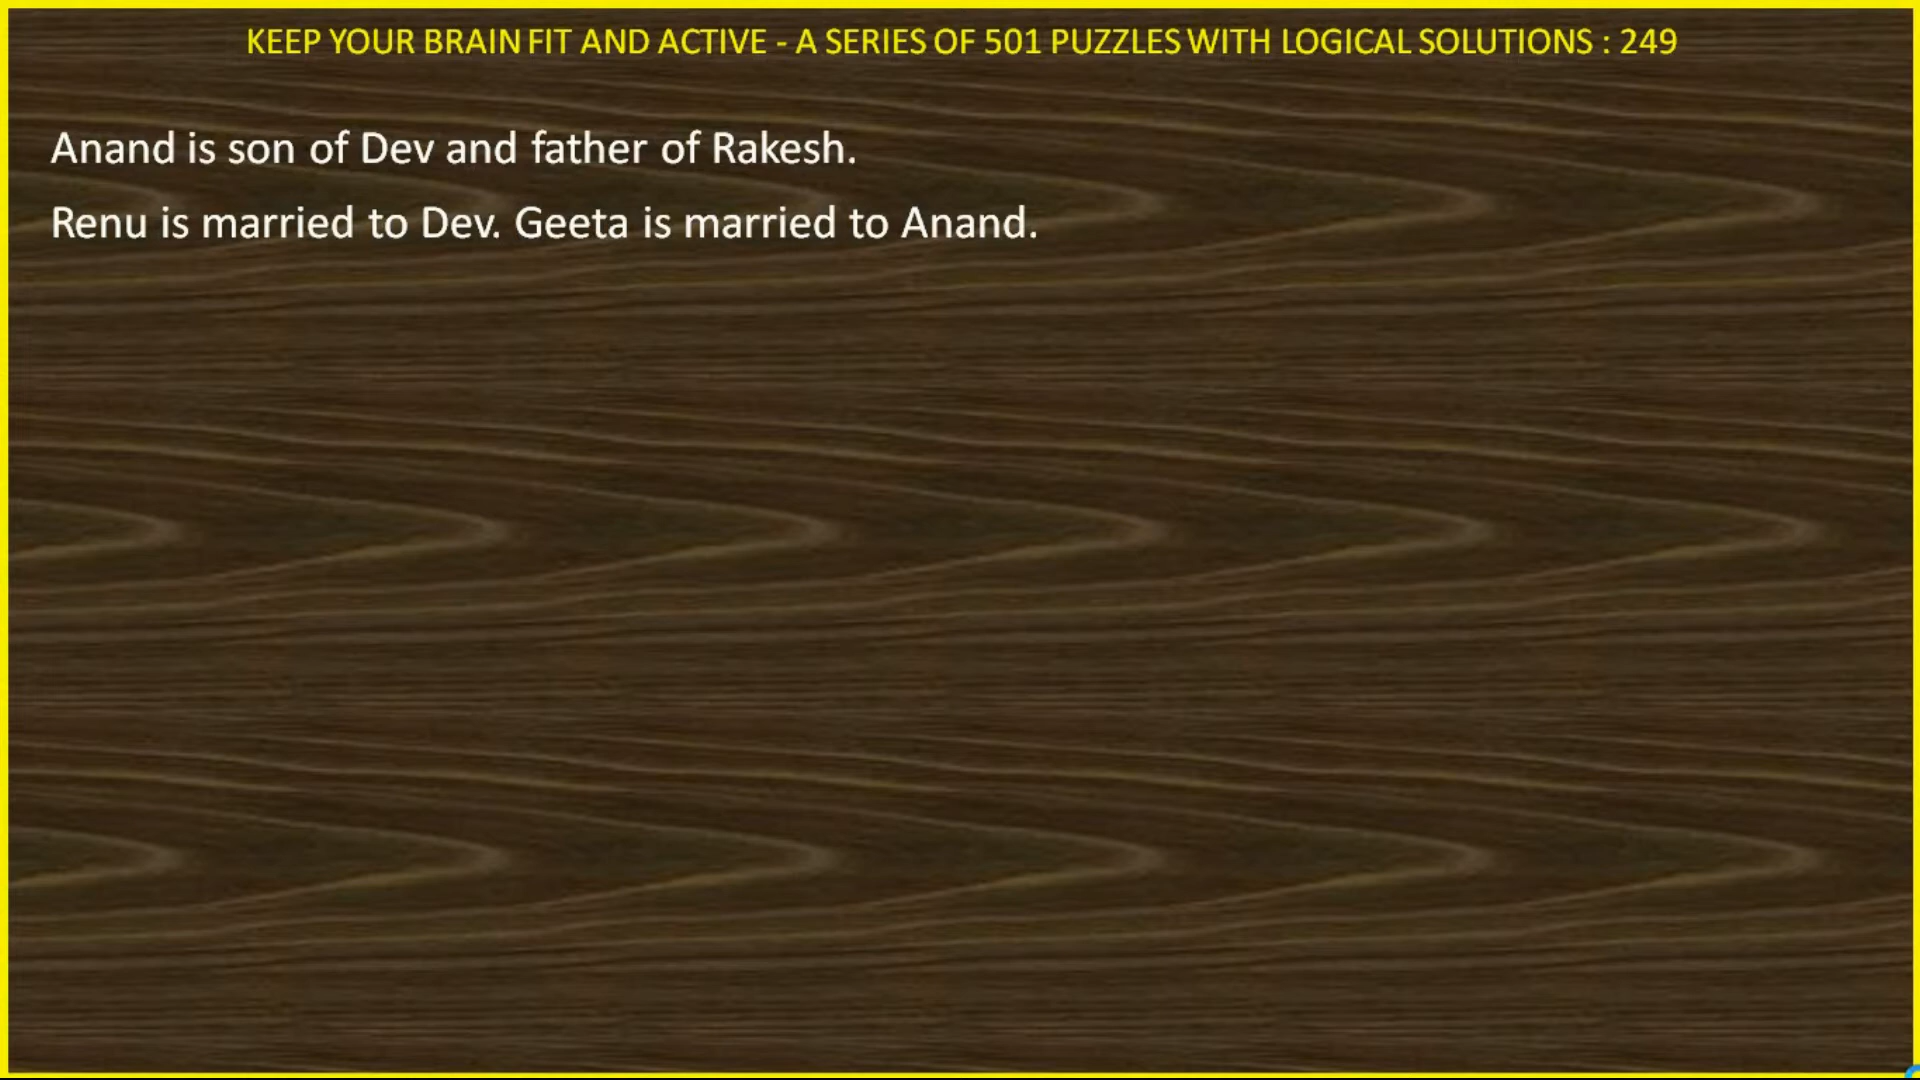 KEEP YOUR BRAIN FIT AND ACTIVE - A SERIES OF 501 PUZZLES WITH LOGICAL SOLUTIONS : 249
Anand is son of Dev and father of Rakesh.
Renu is married to Dev. Geeta is married to Anand.